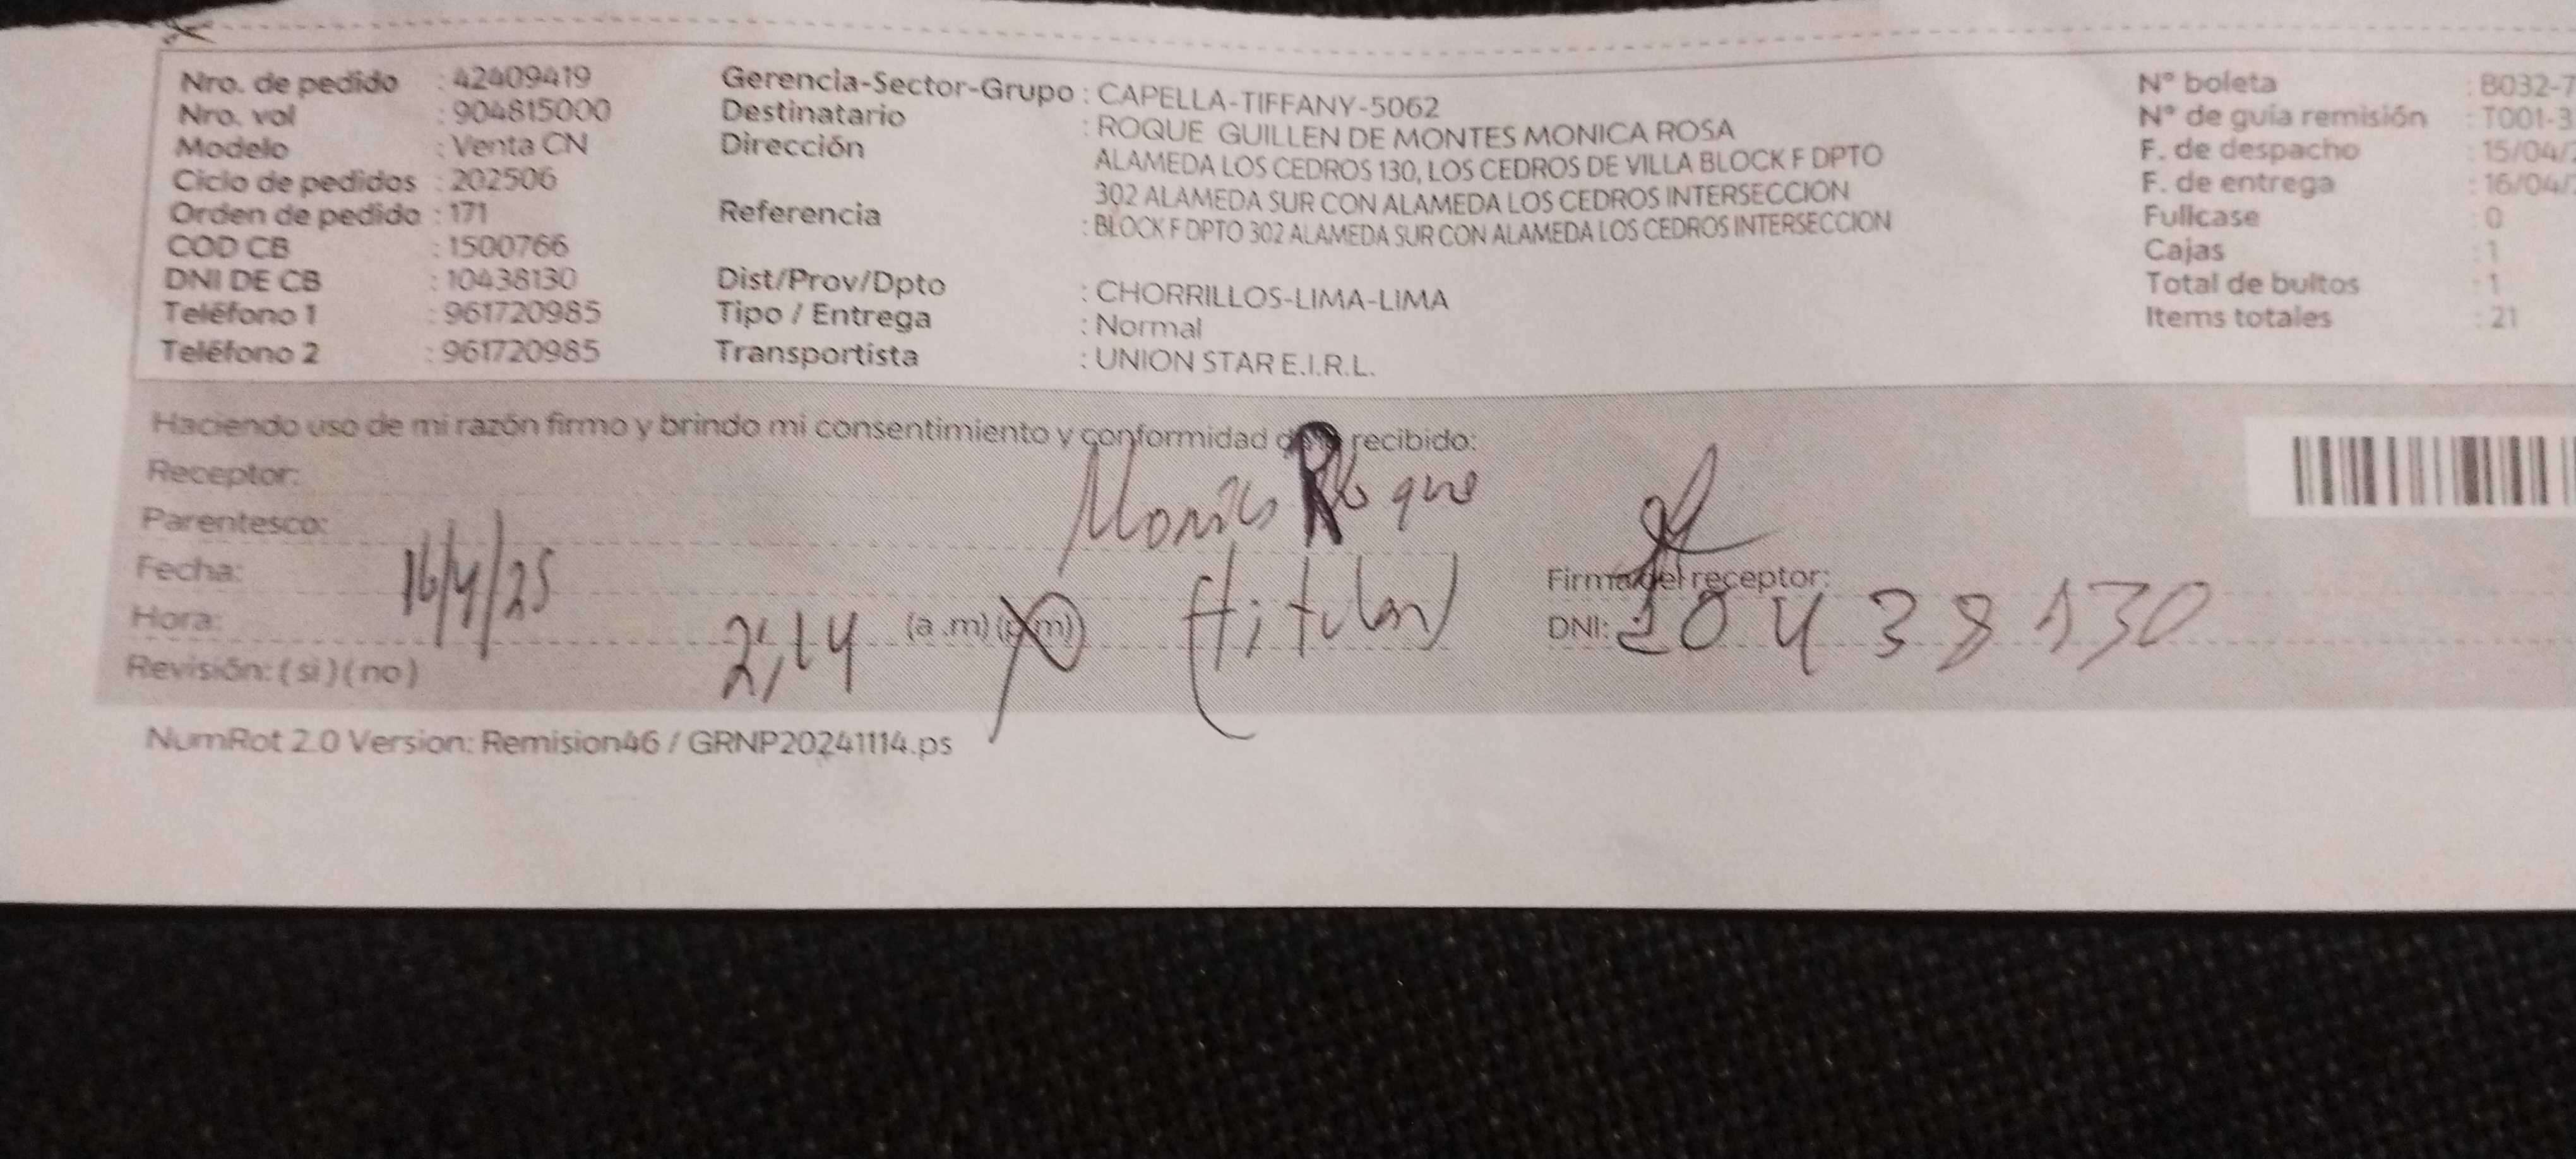 Nro. de pedido : 42409419
Nro. vol : 904815000
Modelo : Venta CN
Ciclo de pedidos : 202506
Orden de pedido : 171
COD CB : 1500766
DNI DE CB : 10438130
Teléfono 1 : 961720985
Teléfono 2 : 961720985
Gerencia-Sector-Grupo : CAPELLA-TIFFANY-5062
Destinatario : ROQUE GUILLEN DE MONTES MONICA ROSA
Dirección ALAMEDA LOS CEDROS 130, LOS CEDROS DE VILLA BLOCK F DPTO
302 ALAMEDA SUR CON ALAMEDA LOS CEDROS INTERSECCION
Referencia : BLOCK F DPTO 302 ALAMEDA SUR CON ALAMEDA LOS CEDROS INTERSECCION
Dist/Prov/Dpto : CHORRILLOS-LIMA-LIMA
Tipo / Entrega : Normal
Transportista : UNION STAR E.I.R.L.
N° boleta : B032-7
N° de guía remisión : T001-3
F. de despacho : 15/04/
F. de entrega : 16/04/
Fullcase : 0
Cajas : 1
Total de bultos : 1
Items totales : 21
Haciendo uso de mi razón firmo y brindo mi consentimiento y conformidad recibido:
Receptor: Monica Roque
Parentesco: (titular)
Fecha: 16/4/25
Hora: 2:14 (a.m) (p.m)
Revisión: ( si ) ( no )
Firma del receptor:
DNI: 10438130
NumRot 2.0 Version: Remision46 / GRNP20241114.ps